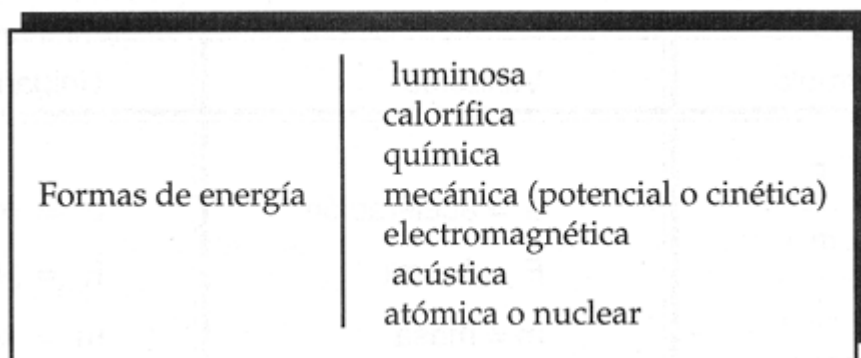 luminosa
calorífica
química
Formas de energía
mecánica (potencial o cinética)
electromagnética
acústica
atómica o nuclear